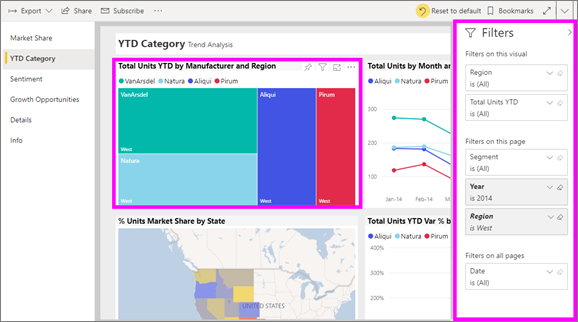 Export Share Subscribe ... Reset to default Bookmarks
Market Share
YTD Category
Sentiment
Growth Opportunities
Details
Info
YTD Category Trend Analysis
Total Units YTD by Manufacturer and Region ...
VanArsdel Natura Aliqui Pirum
VanArsdel
West
Natura
West
Aliqui
West
Pirum
West
Total Units by Month a
Aliqui Natura Pirum
300
200
100
Jan-14 Feb-14
% Units Market Share by State
UNITED STATES
Total Units YTD Var % b
Aliqui Natura Pirum
400%
200%
Filters
Filters on this visual
Region
is (All)
Total Units YTD
is (All)
Filters on this page
Segment
is (All)
Year
is 2014
Region
is West
Filters on all pages
Date
is (All)